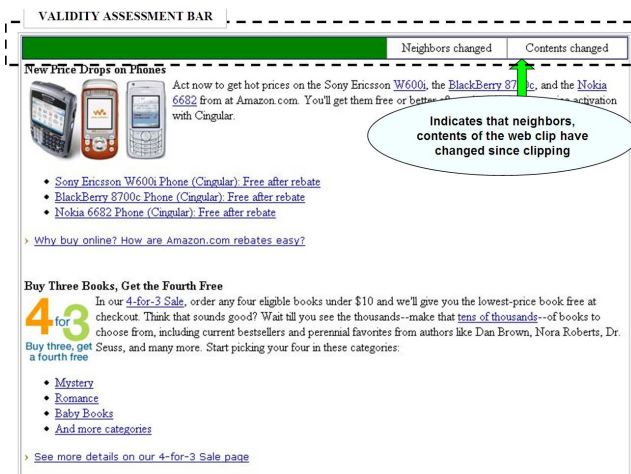 VALIDITY ASSESSMENT BAR
Neighbors changed
Contents changed
New Price Drops on Phones
Act now to get hot prices on the Sony Ericsson W600i, the BlackBerry 8700c, and the Nokia
6682 from at Amazon.com. You'll get them free or better activation
with Cingular.
Indicates that neighbors,
contents of the web clip have
changed since clipping
Sony Ericsson W600i Phone (Cingular): Free after rebate
BlackBerry 8700c Phone (Cingular): Free after rebate
Nokia 6682 Phone (Cingular): Free after rebate
Why buy online? How are Amazon.com rebates easy?
Buy Three Books, Get the Fourth Free
4 for 3
Buy three, get
a fourth free
In our 4-for-3 Sale, order any four eligible books under $10 and we'll give you the lowest-price book free at
checkout. Think that sounds good? Wait till you see the thousands--make that tens of thousands--of books to
choose from, including current bestsellers and perennial favorites from authors like Dan Brown, Nora Roberts, Dr.
Seuss, and many more. Start picking your four in these categories:
Mystery
Romance
Baby Books
And more categories
See more details on our 4-for-3 Sale page